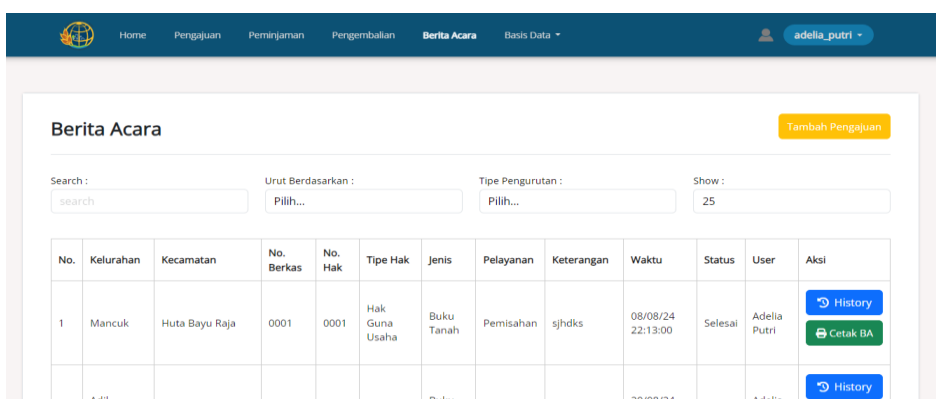 Home Pengajuan Peminjaman Pengembalian Berita Acara Basis Data adelia_putri
Berita Acara
Tambah Pengajuan
Search : Urut Berdasarkan : Tipe Pengurutan : Show :
search Pilih... Pilih... 25
No. Kelurahan Kecamatan No. Berkas No. Hak Tipe Hak Jenis Pelayanan Keterangan Waktu Status User Aksi
1 Mancuk Huta Bayu Raja 0001 0001 Hak Guna Usaha Buku Tanah Pemisahan sjhdks 08/08/24 22:13:00 Selesai Adelia Putri History
Cetak BA
History